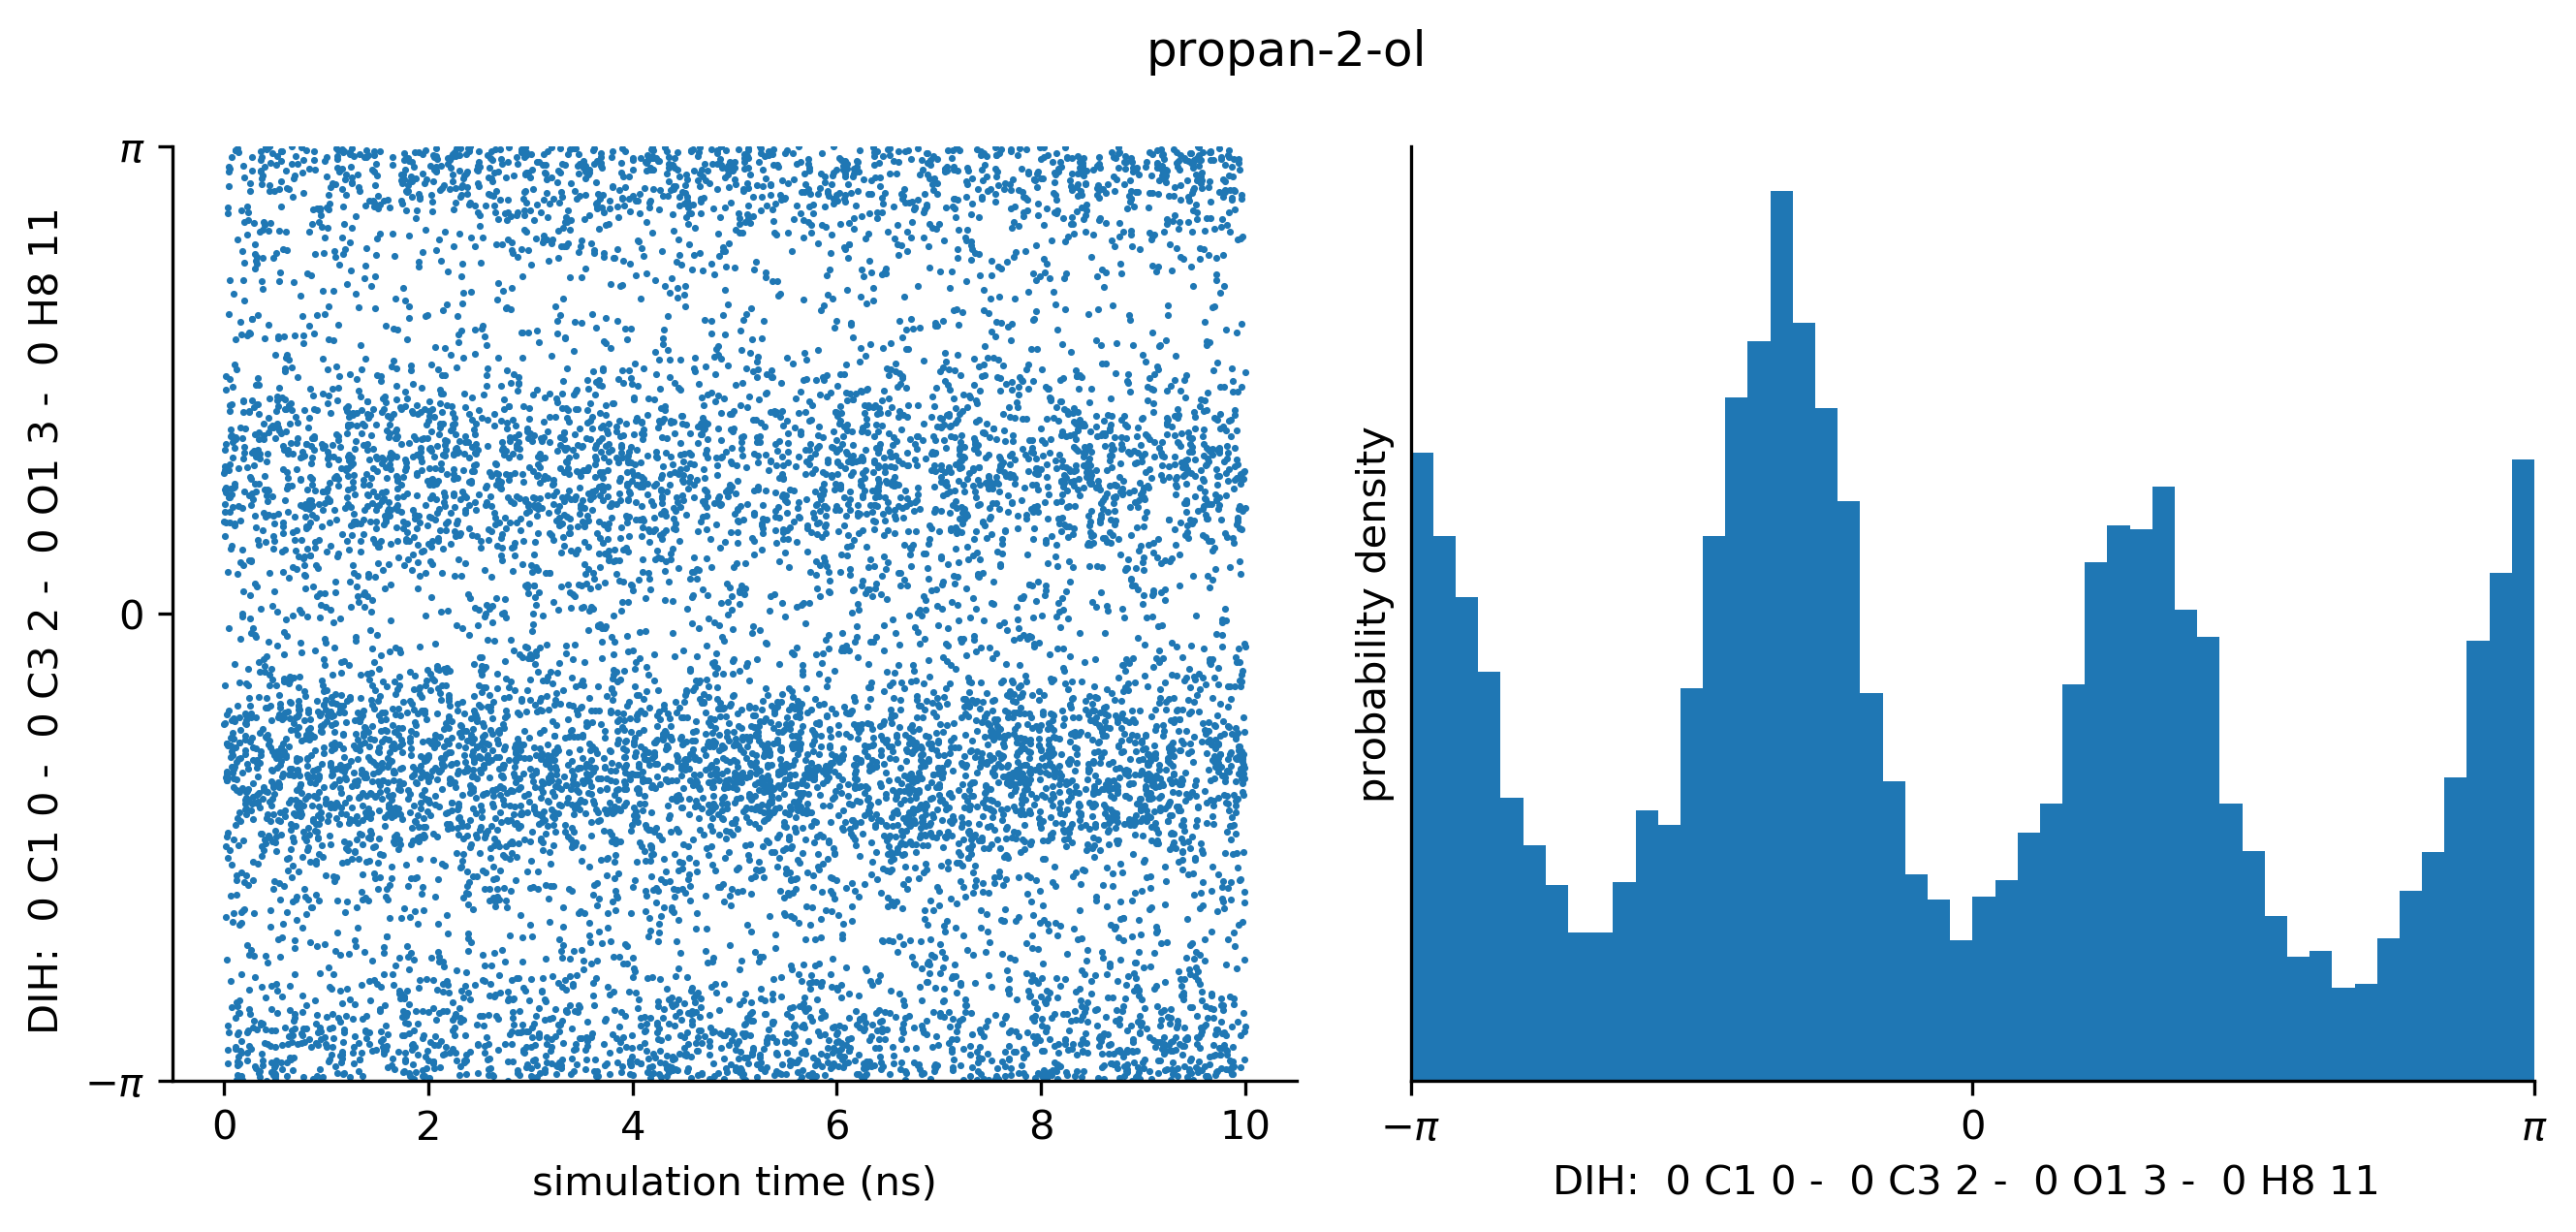 propan-2-ol
π
0
−π
DIH:  0 C1 0 -  0 C3 2 -  0 O1 3 -  0 H8 11
0
2
4
6
8
10
simulation time (ns)
probability density
−π
0
π
DIH:  0 C1 0 -  0 C3 2 -  0 O1 3 -  0 H8 11